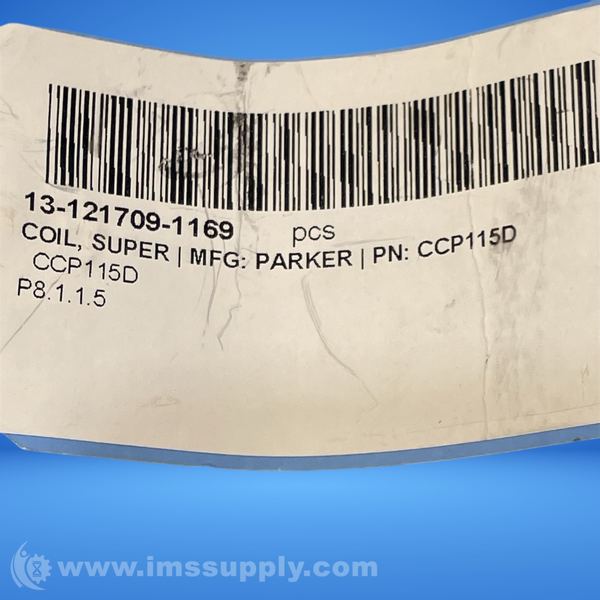 13-121709-1169 pcs
COIL, SUPER | MFG: PARKER | PN: CCP115D
CCP115D
P8.1.1.5
www.imssupply.com